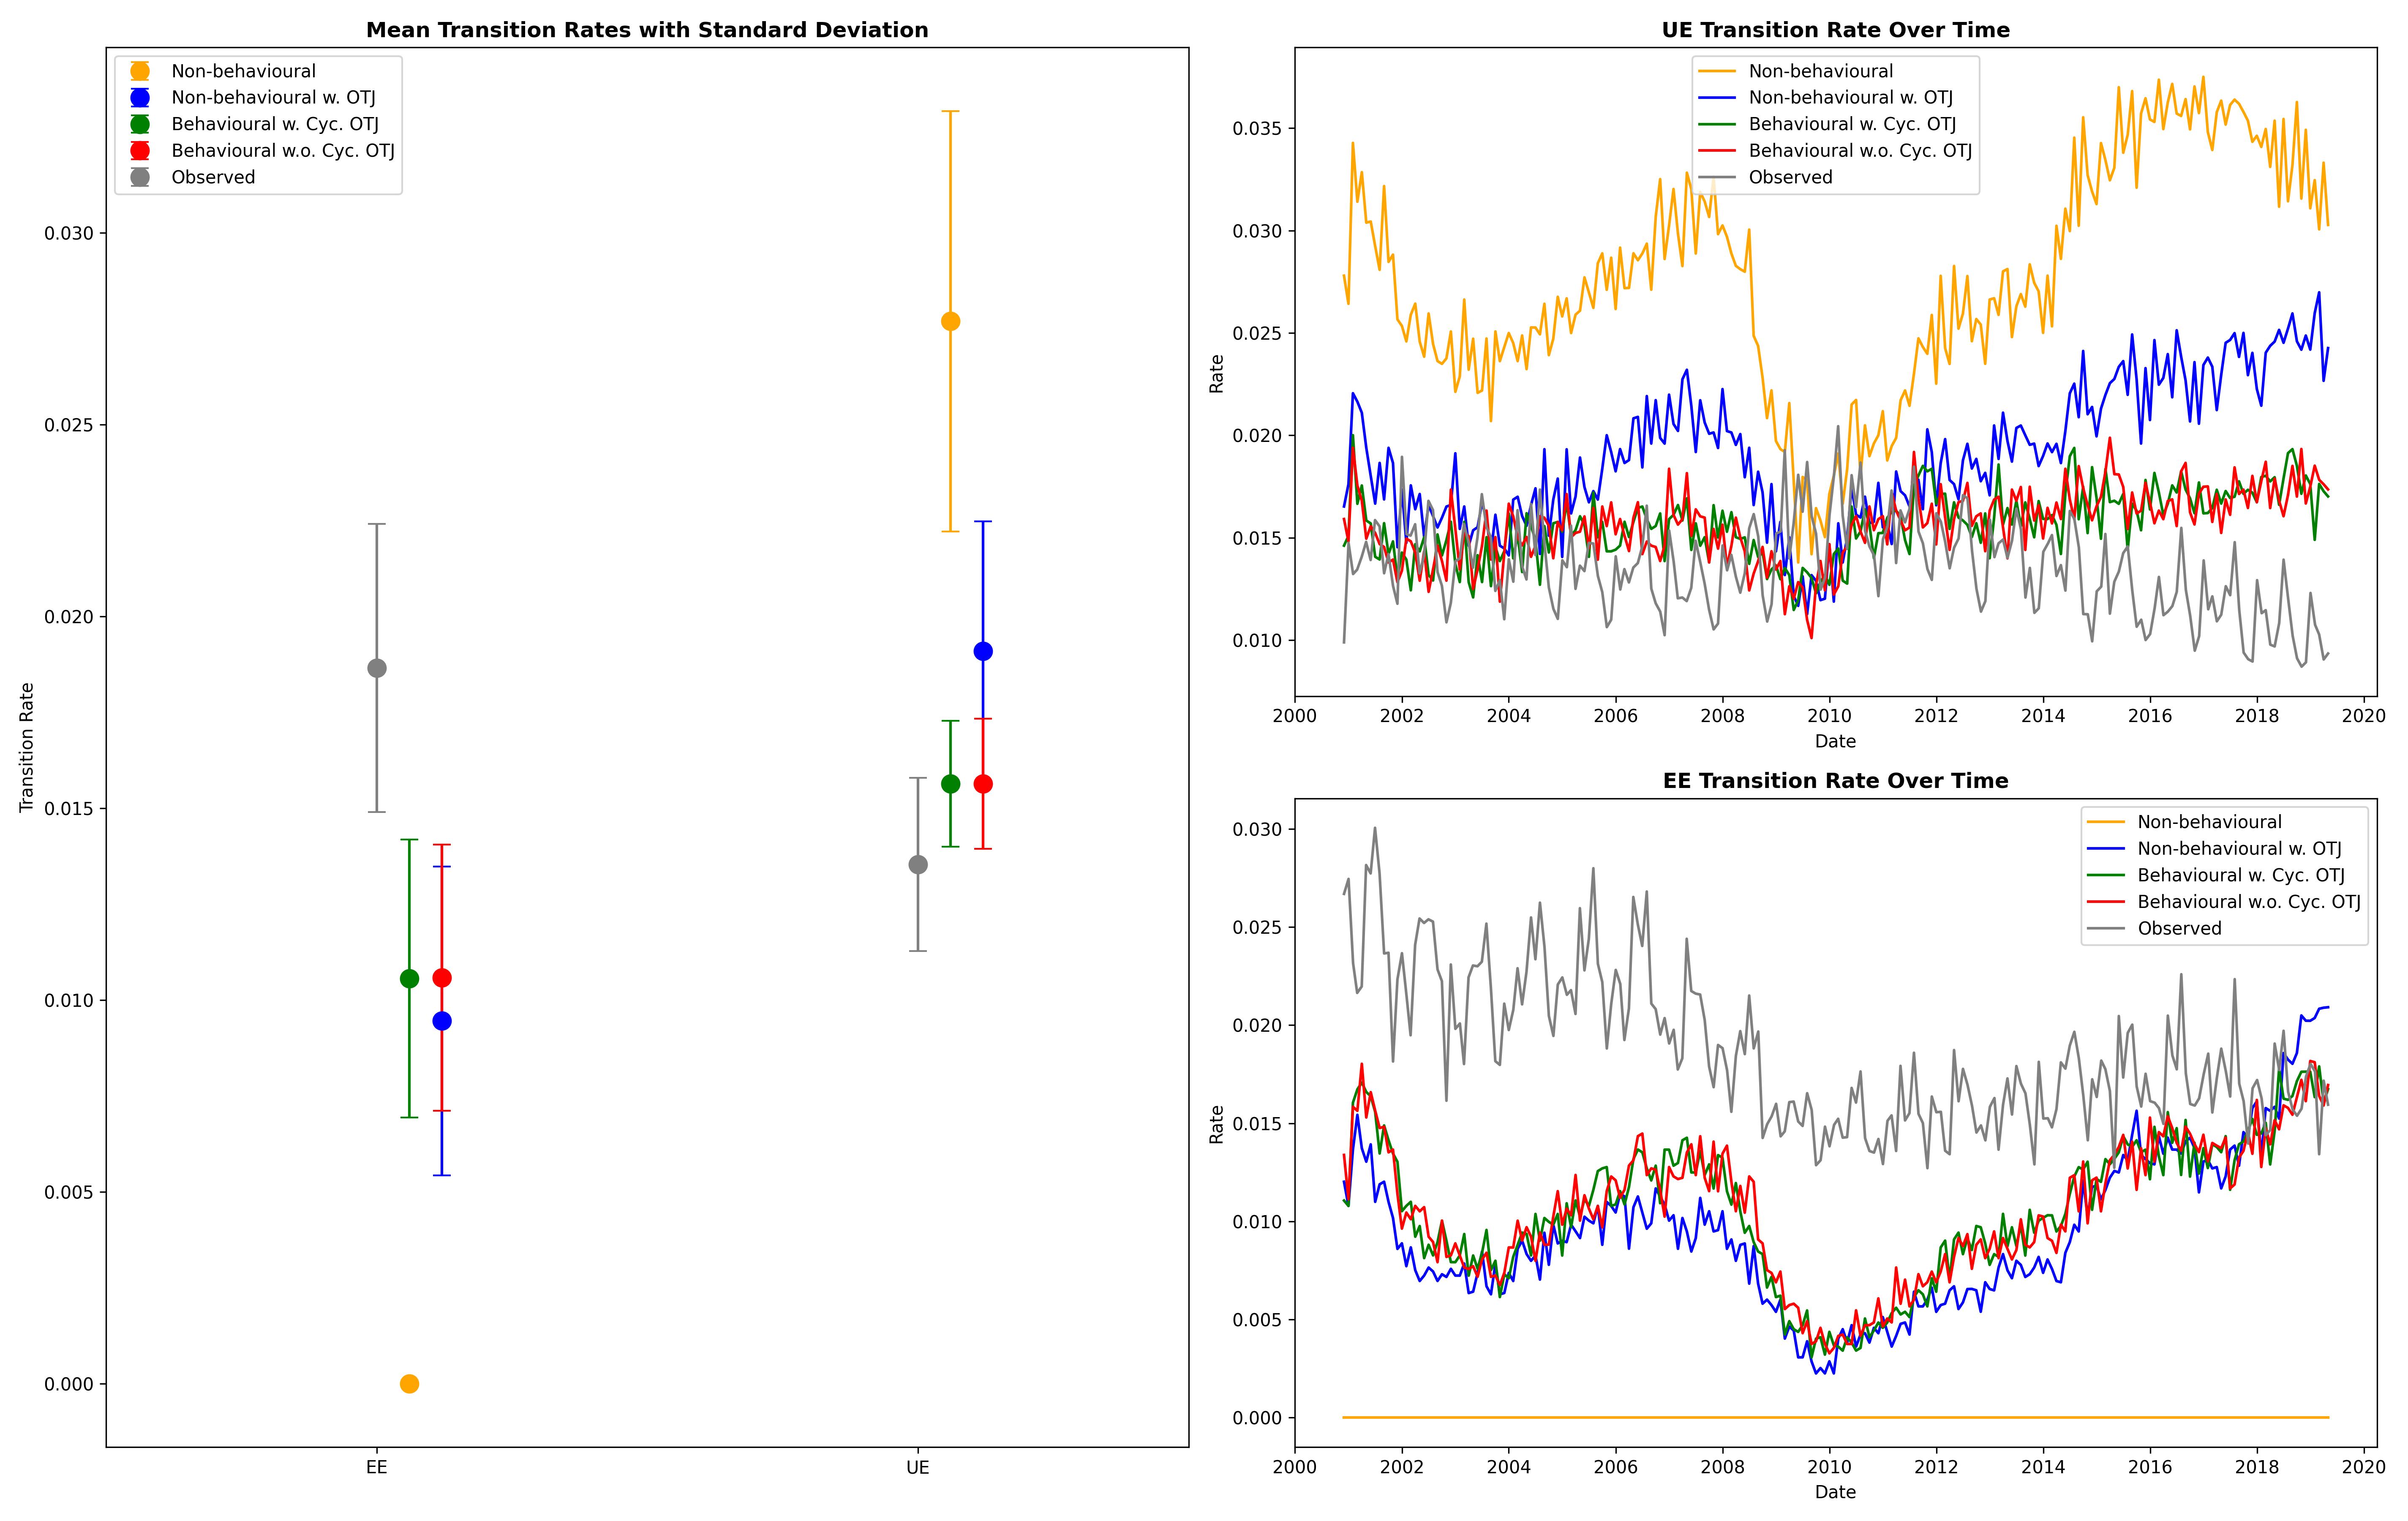 Mean Transition Rates with Standard Deviation
Non-behavioural
Non-behavioural w. OTJ
Behavioural w. Cyc. OTJ
Behavioural w.o. Cyc. OTJ
Observed
Transition Rate
0.030
0.025
0.020
0.015
0.010
0.005
0.000
EE
UE
UE Transition Rate Over Time
Non-behavioural
Non-behavioural w. OTJ
Behavioural w. Cyc. OTJ
Behavioural w.o. Cyc. OTJ
Observed
Rate
0.035
0.030
0.025
0.020
0.015
0.010
2000 2002 2004 2006 2008 2010 2012 2014 2016 2018 2020
Date
EE Transition Rate Over Time
Non-behavioural
Non-behavioural w. OTJ
Behavioural w. Cyc. OTJ
Behavioural w.o. Cyc. OTJ
Observed
Rate
0.030
0.025
0.020
0.015
0.010
0.005
0.000
2000 2002 2004 2006 2008 2010 2012 2014 2016 2018 2020
Date